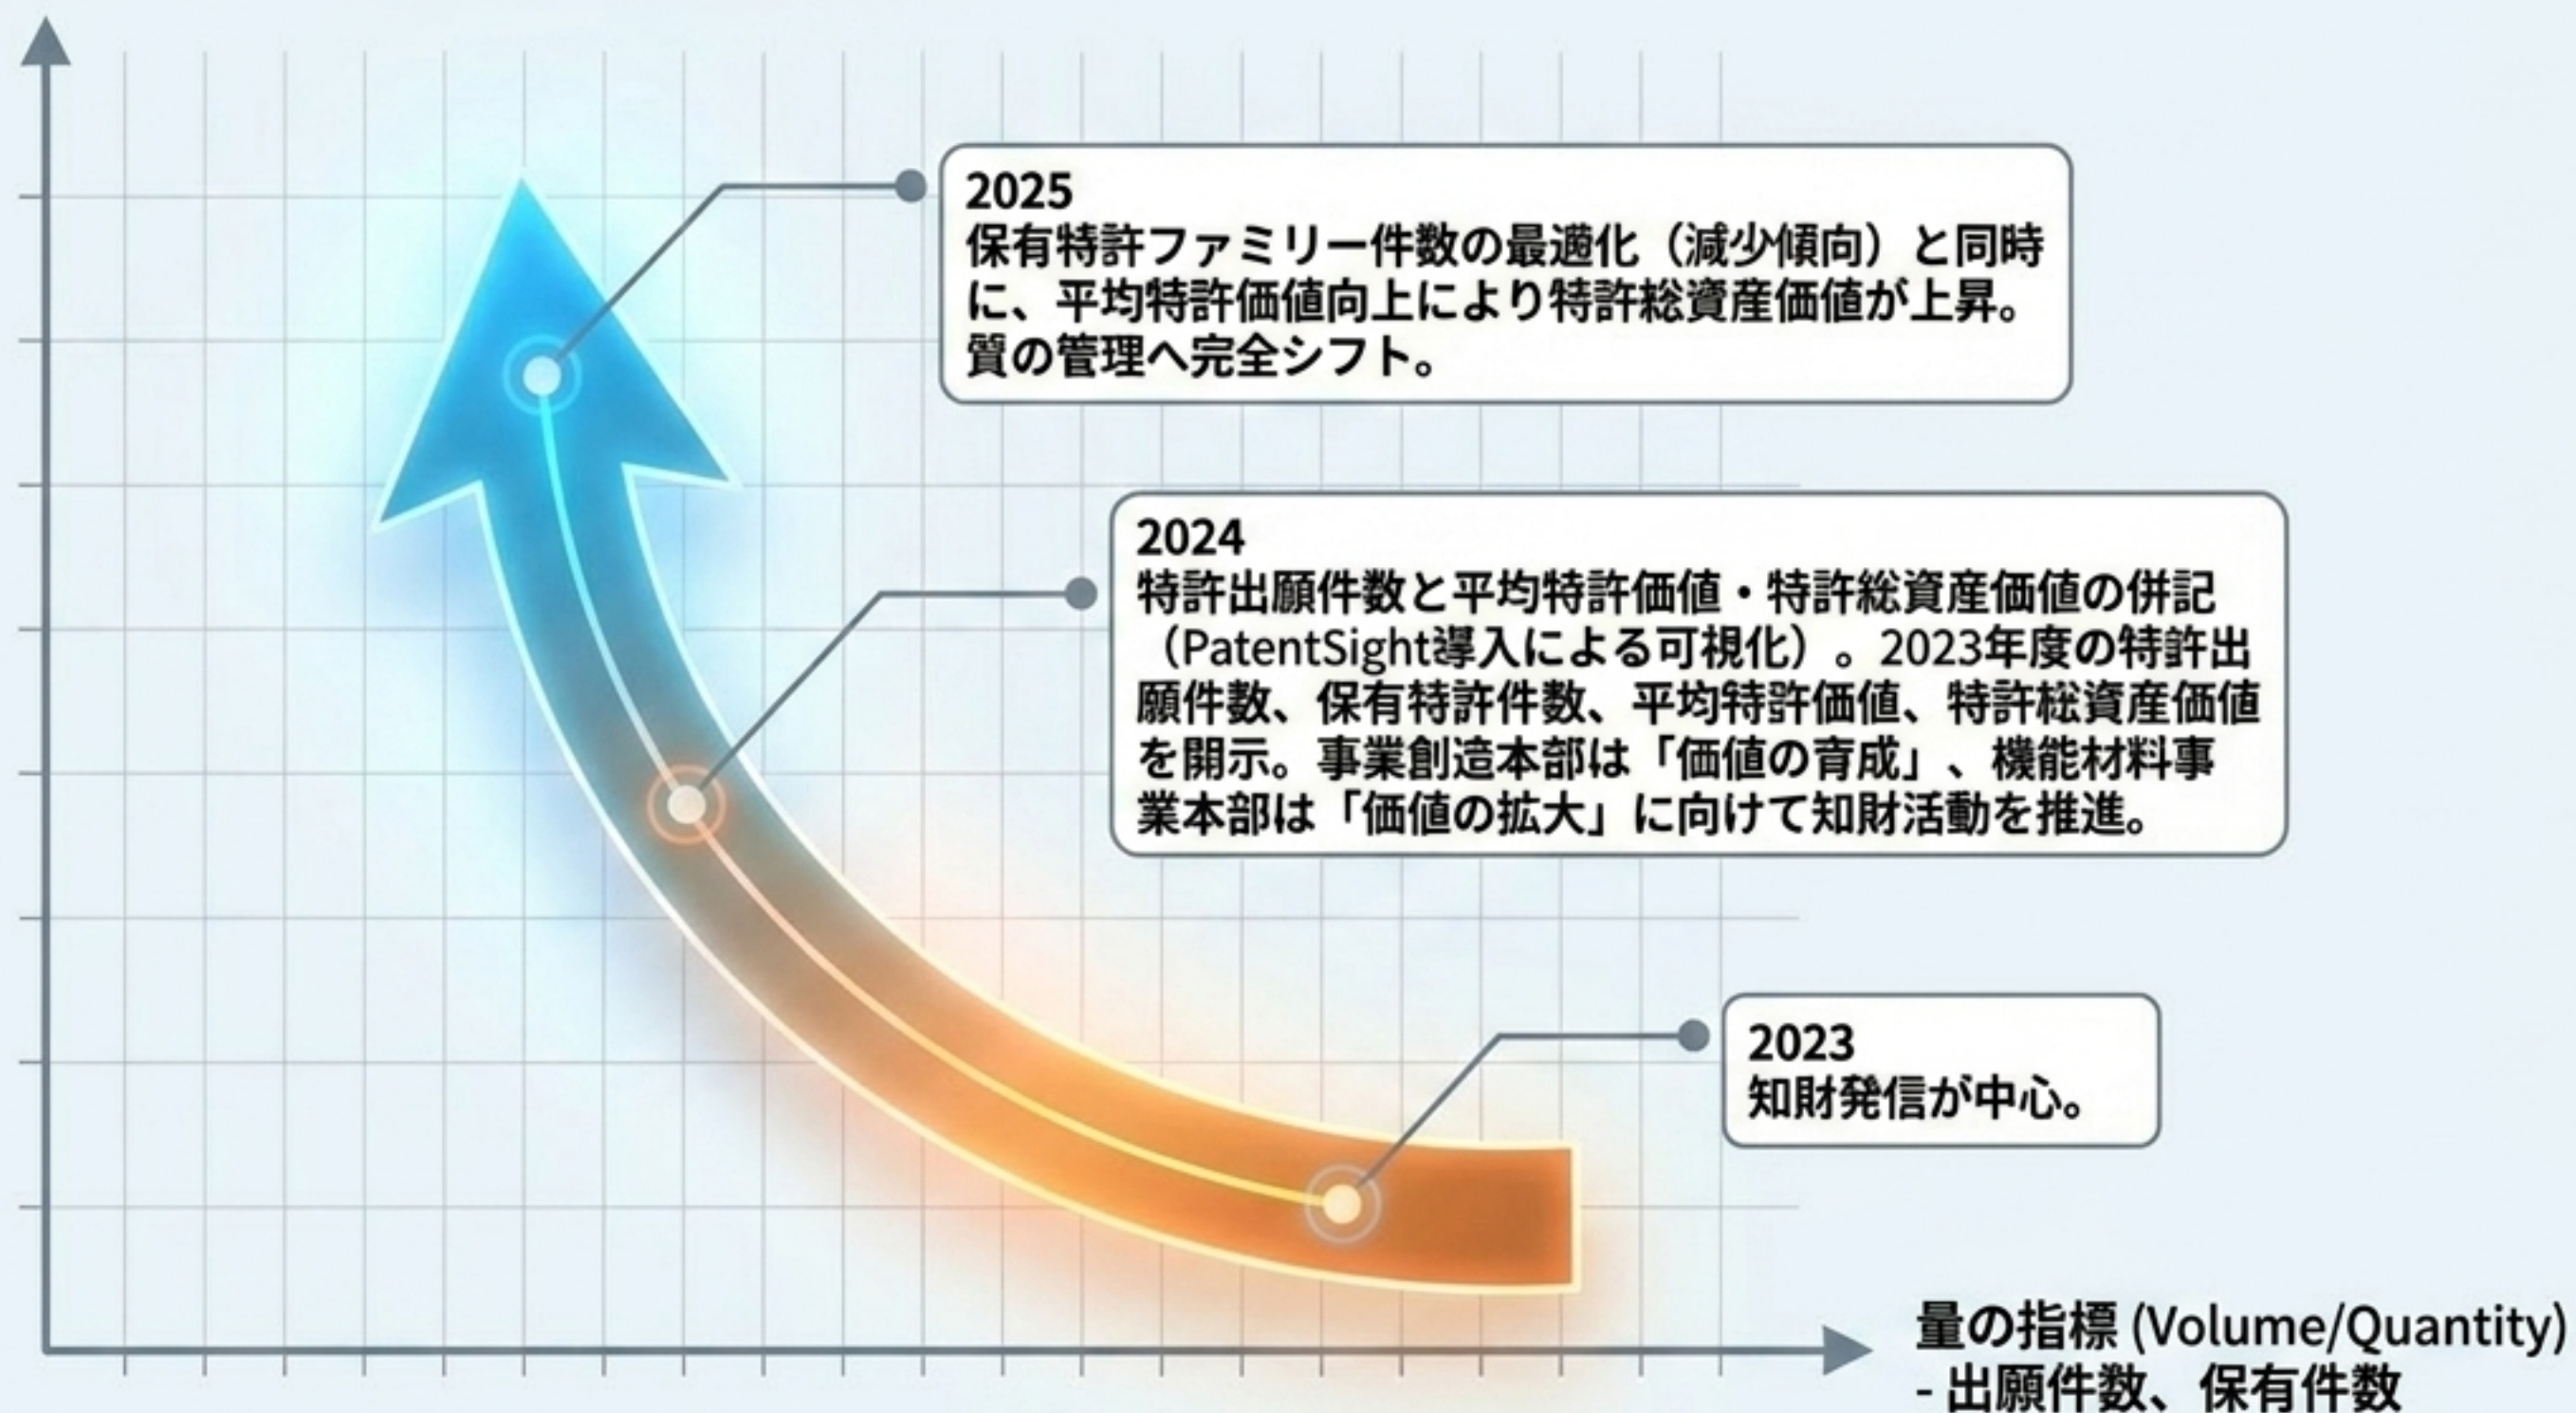 2025
保有特許ファミリー件数の最適化（減少傾向）と同時
に、平均特許価値向上により特許総資産価値が上昇。
質の管理へ完全シフト。
2024
特許出願件数と平均特許価値・特許総資産価値の併記
（PatentSight導入による可視化）。2023年度の特許出
願件数、保有特許件数、平均特許価値、特許総資産価値
を開示。事業創造本部は「価値の育成」、機能材料事
業本部は「価値の拡大」に向けて知財活動を推進。
2023
知財発信が中心。
量の指標 (Volume/Quantity)
- 出願件数、保有件数